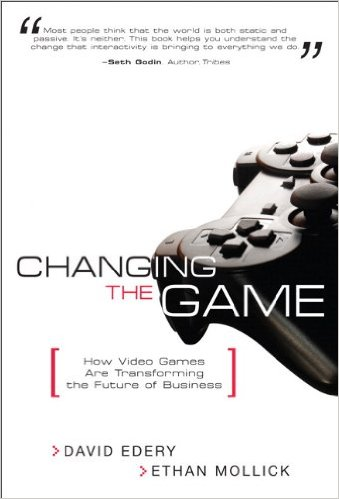 “Most people think that the world is both static and
passive. It's neither. This book helps you understand the
change that interactivity is bringing to everything we do.”
—Seth Godin, Author, Tribes
CHANGING
THE GAME
[ How Video Games
Are Transforming
the Future of Business ]
> DAVID EDERY
> ETHAN MOLLICK